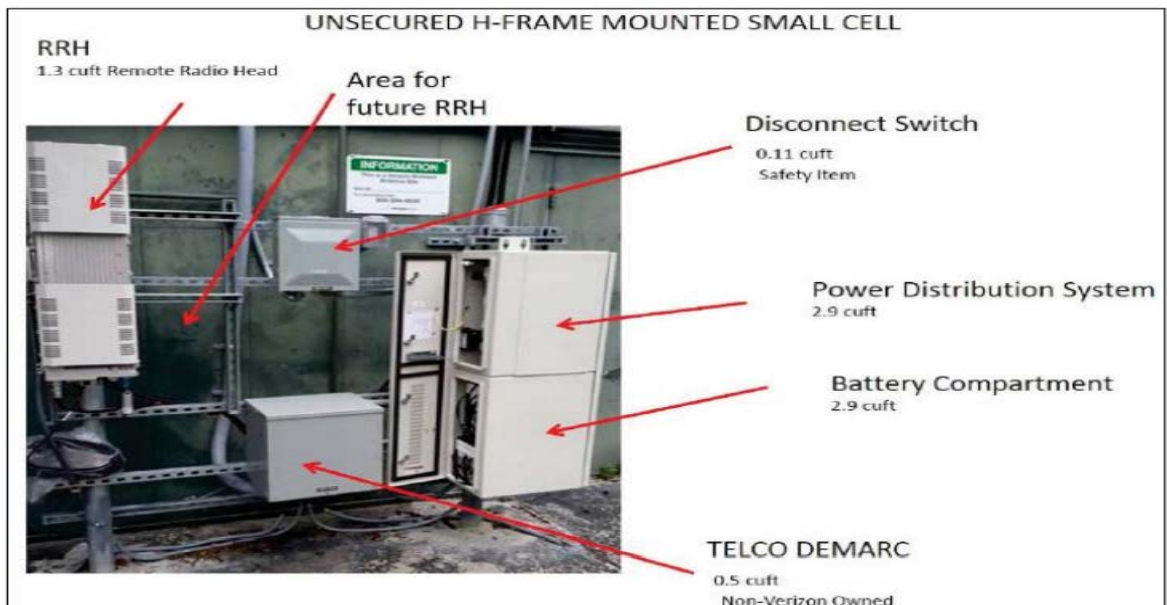 UNSECURED H-FRAME MOUNTED SMALL CELL
RRH
1.3 cuft Remote Radio Head
Area for
future RRH
Disconnect Switch
0.11 cuft
Safety Item
INFORMATION
Power Distribution System
2.9 cuft
Battery Compartment
2.9 cuft
TELCO DEMARC
0.5 cuft
Non-Verizon Owned